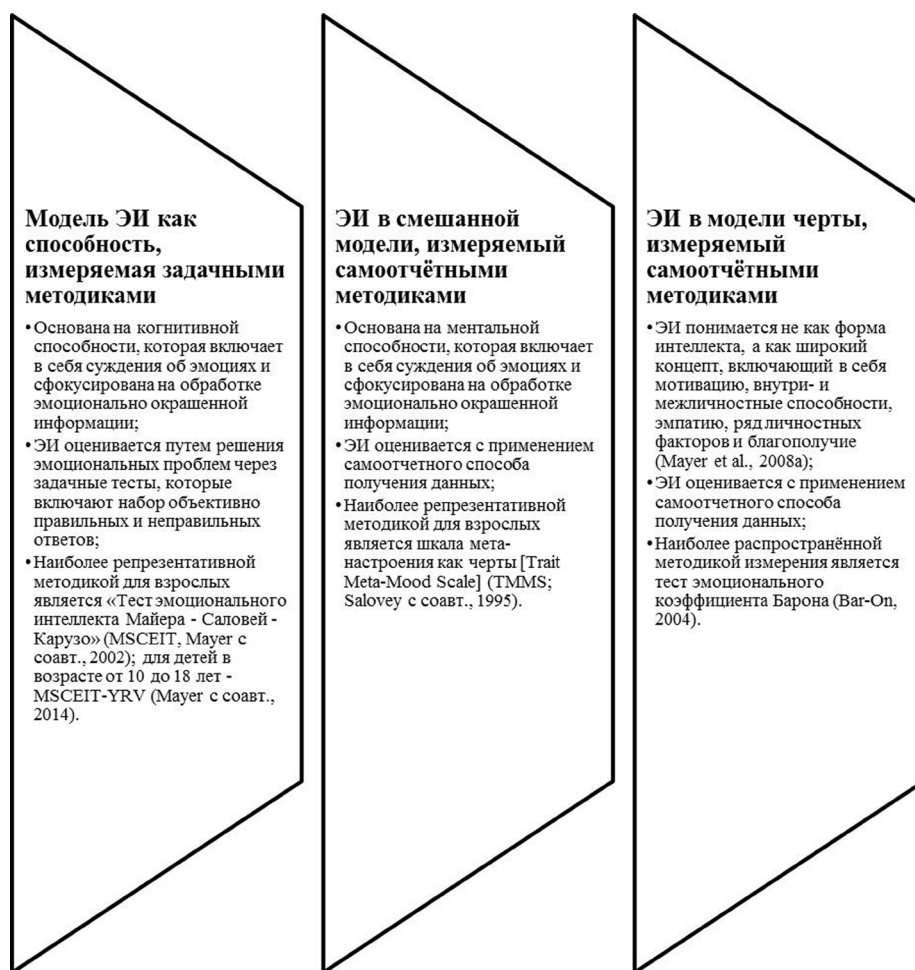 Модель ЭИ как
способность,
измеряемая задачными
методиками
•Основана на когнитивной
способности, которая включает
в себя суждения об эмоциях и
сфокусирована на обработке
эмоционально окрашенной
информации;
•ЭИ оценивается путем решения
эмоциональных проблем через
задачные тесты, которые
включают набор объективно
правильных и неправильных
ответов;
•Наиболее репрезентативной
методикой для взрослых
является «Тест эмоционального
интеллекта Майера - Саловей -
Карузо» (MSCEIT, Mayer с
соавт., 2002); для детей в
возрасте от 10 до 18 лет -
MSCEIT-YRV (Mayer с соавт.,
2014).
ЭИ в смешанной
модели, измеряемый
самоотчётными
методиками
•Основана на ментальной
способности, которая включает
в себя суждения об эмоциях и
сфокусирована на обработке
эмоционально окрашенной
информации;
•ЭИ оценивается с применением
самоотчетного способа
получения данных;
•Наиболее репрезентативной
методикой для взрослых
является шкала мета-
настроения как черты [Trait
Meta-Mood Scale] (TMMS;
Salovey с соавт., 1995).
ЭИ в модели черты,
измеряемый
самоотчётными
методиками
•ЭИ понимается не как форма
интеллекта, а как широкий
концепт, включающий в себя
мотивацию, внутри- и
межличностные способности,
эмпатию, ряд личностных
факторов и благополучие
(Mayer et al., 2008a);
•ЭИ оценивается с применением
самоотчетного способа
получения данных;
•Наиболее распространённой
методикой измерения является
тест эмоционального
коэффициента Барона (Bar-On,
2004).